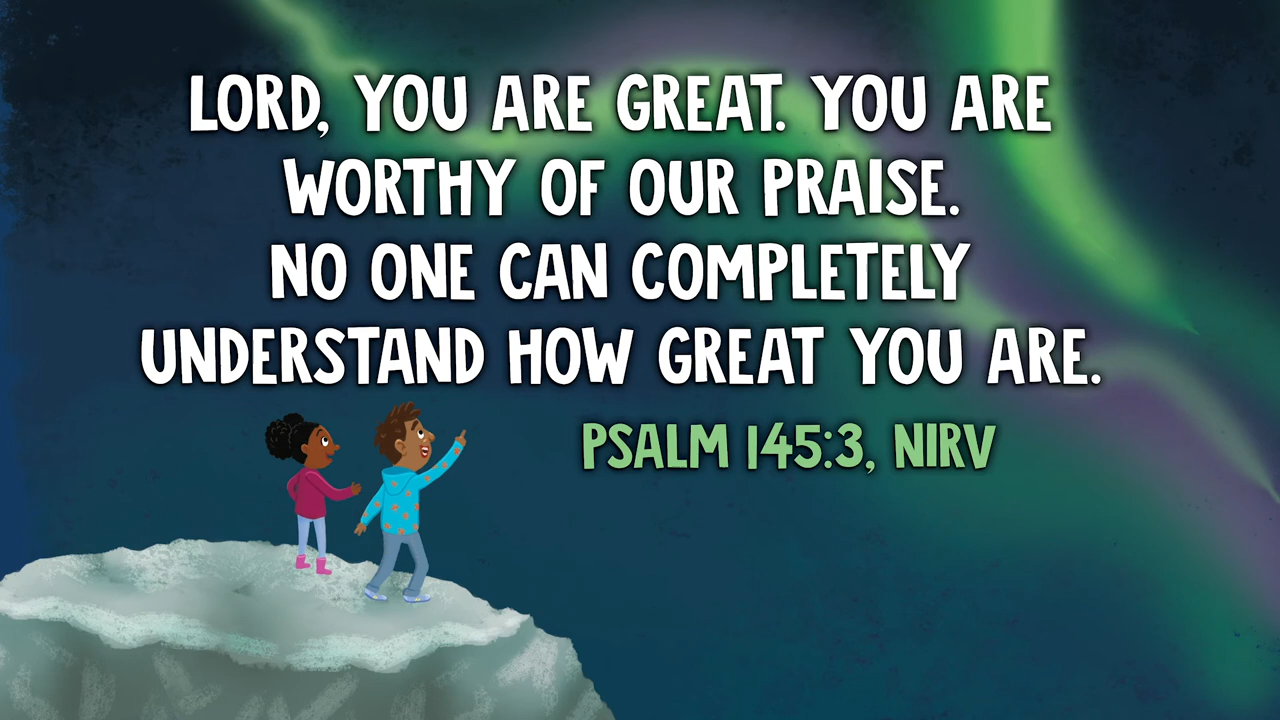 LORD, YOU ARE GREAT. YOU ARE
WORTHY OF OUR PRAISE.
NO ONE CAN COMPLETELY
UNDERSTAND HOW GREAT YOU ARE.
PSALM 145:3, NIRV